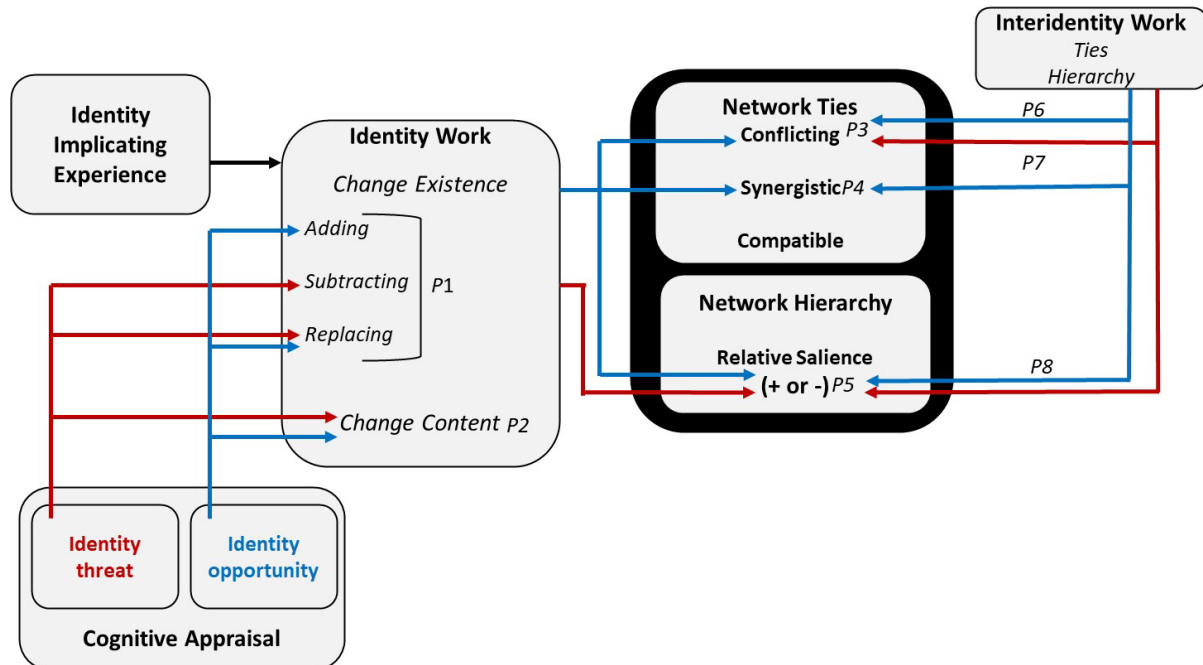 Identity
Implicating
Experience
Identity Work
Change Existence
Adding
Subtracting
P1
Replacing
Change Content P2
Identity
threat
Identity
opportunity
Cognitive Appraisal
Network Ties
Conflicting P3
Synergistic P4
Compatible
Network Hierarchy
Relative Salience
(+ or -) P5
Interidentity Work
Ties
Hierarchy
P6
P7
P8